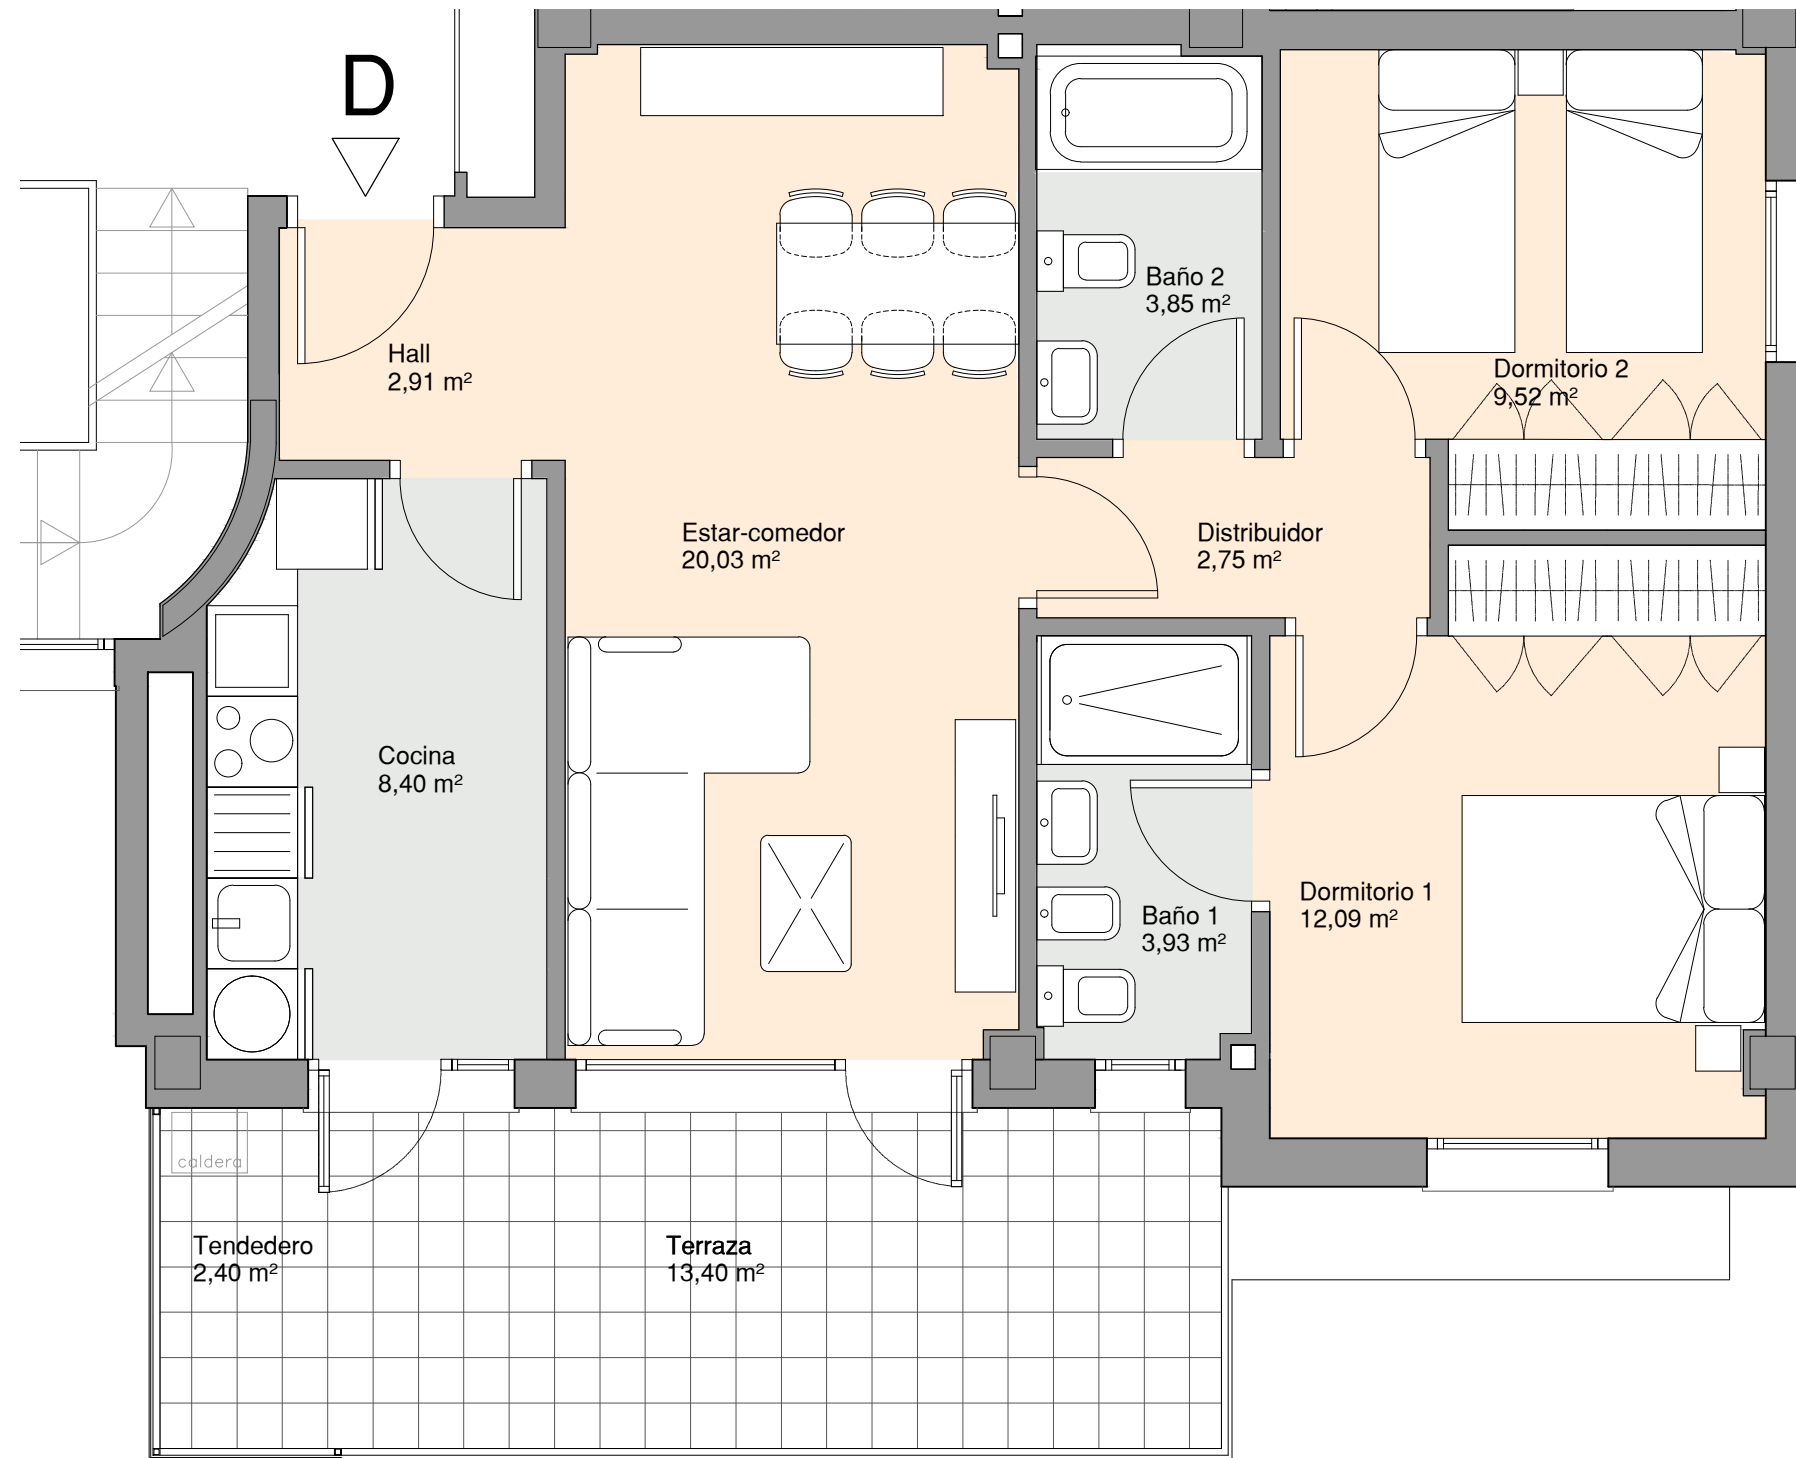 D
Baño 2
3,85 m²
Hall
2,91 m²
Dormitorio 2
9,52 m²
Estar-comedor
20,03 m²
Distribuidor
2,75 m²
Cocina
8,40 m²
Dormitorio 1
12,09 m²
Baño 1
3,93 m²
caldera
Tendedero
2,40 m²
Terraza
13,40 m²